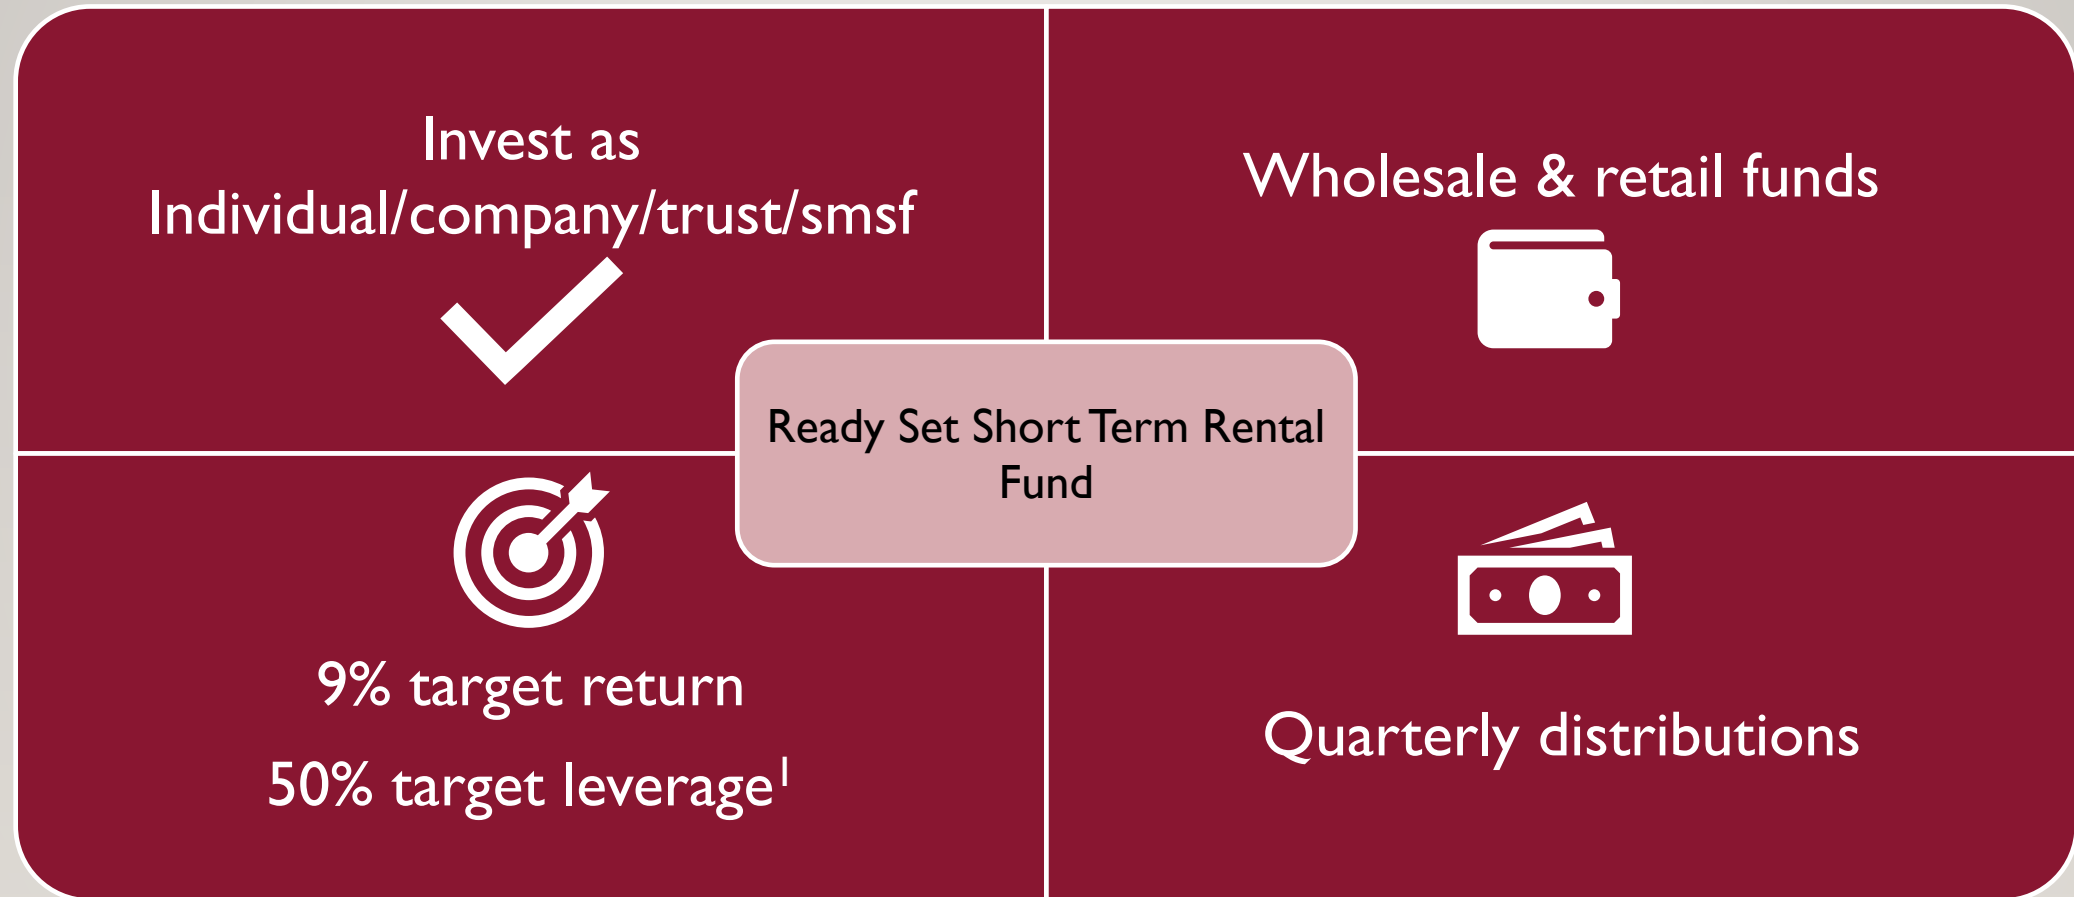 Invest as
Individual/company/trust/smsf
Wholesale & retail funds
Ready Set Short Term Rental
Fund
9% target return
50% target leverage¹
Quarterly distributions